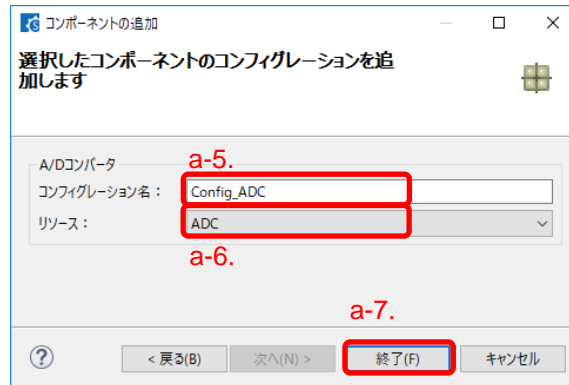 コンポーネントの追加
選択したコンポーネントのコンフィグレーションを追
加します
A/Dコンバータ
a-5.
コンフィグレーション名：
Config_ADC
リソース：
ADC
a-6.
a-7.
?
< 戻る(B)
次へ(N) >
終了(F)
キャンセル